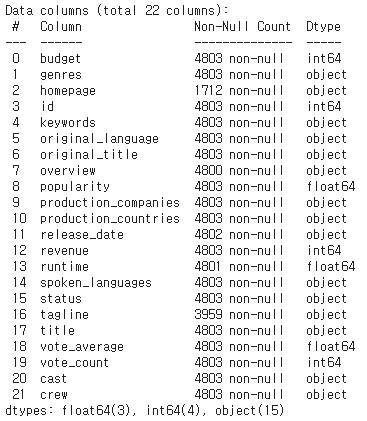 Data columns (total 22 columns):
 #   Column                Non-Null Count  Dtype
---  ------                --------------  -----
 0   budget                4803 non-null   int64
 1   genres                4803 non-null   object
 2   homepage              1712 non-null   object
 3   id                    4803 non-null   int64
 4   keywords              4803 non-null   object
 5   original_language     4803 non-null   object
 6   original_title        4803 non-null   object
 7   overview              4800 non-null   object
 8   popularity            4803 non-null   float64
 9   production_companies  4803 non-null   object
 10  production_countries  4803 non-null   object
 11  release_date          4802 non-null   object
 12  revenue               4803 non-null   int64
 13  runtime               4801 non-null   float64
 14  spoken_languages      4803 non-null   object
 15  status                4803 non-null   object
 16  tagline               3959 non-null   object
 17  title                 4803 non-null   object
 18  vote_average          4803 non-null   float64
 19  vote_count            4803 non-null   int64
 20  cast                  4803 non-null   object
 21  crew                  4803 non-null   object
dtypes: float64(3), int64(4), object(15)